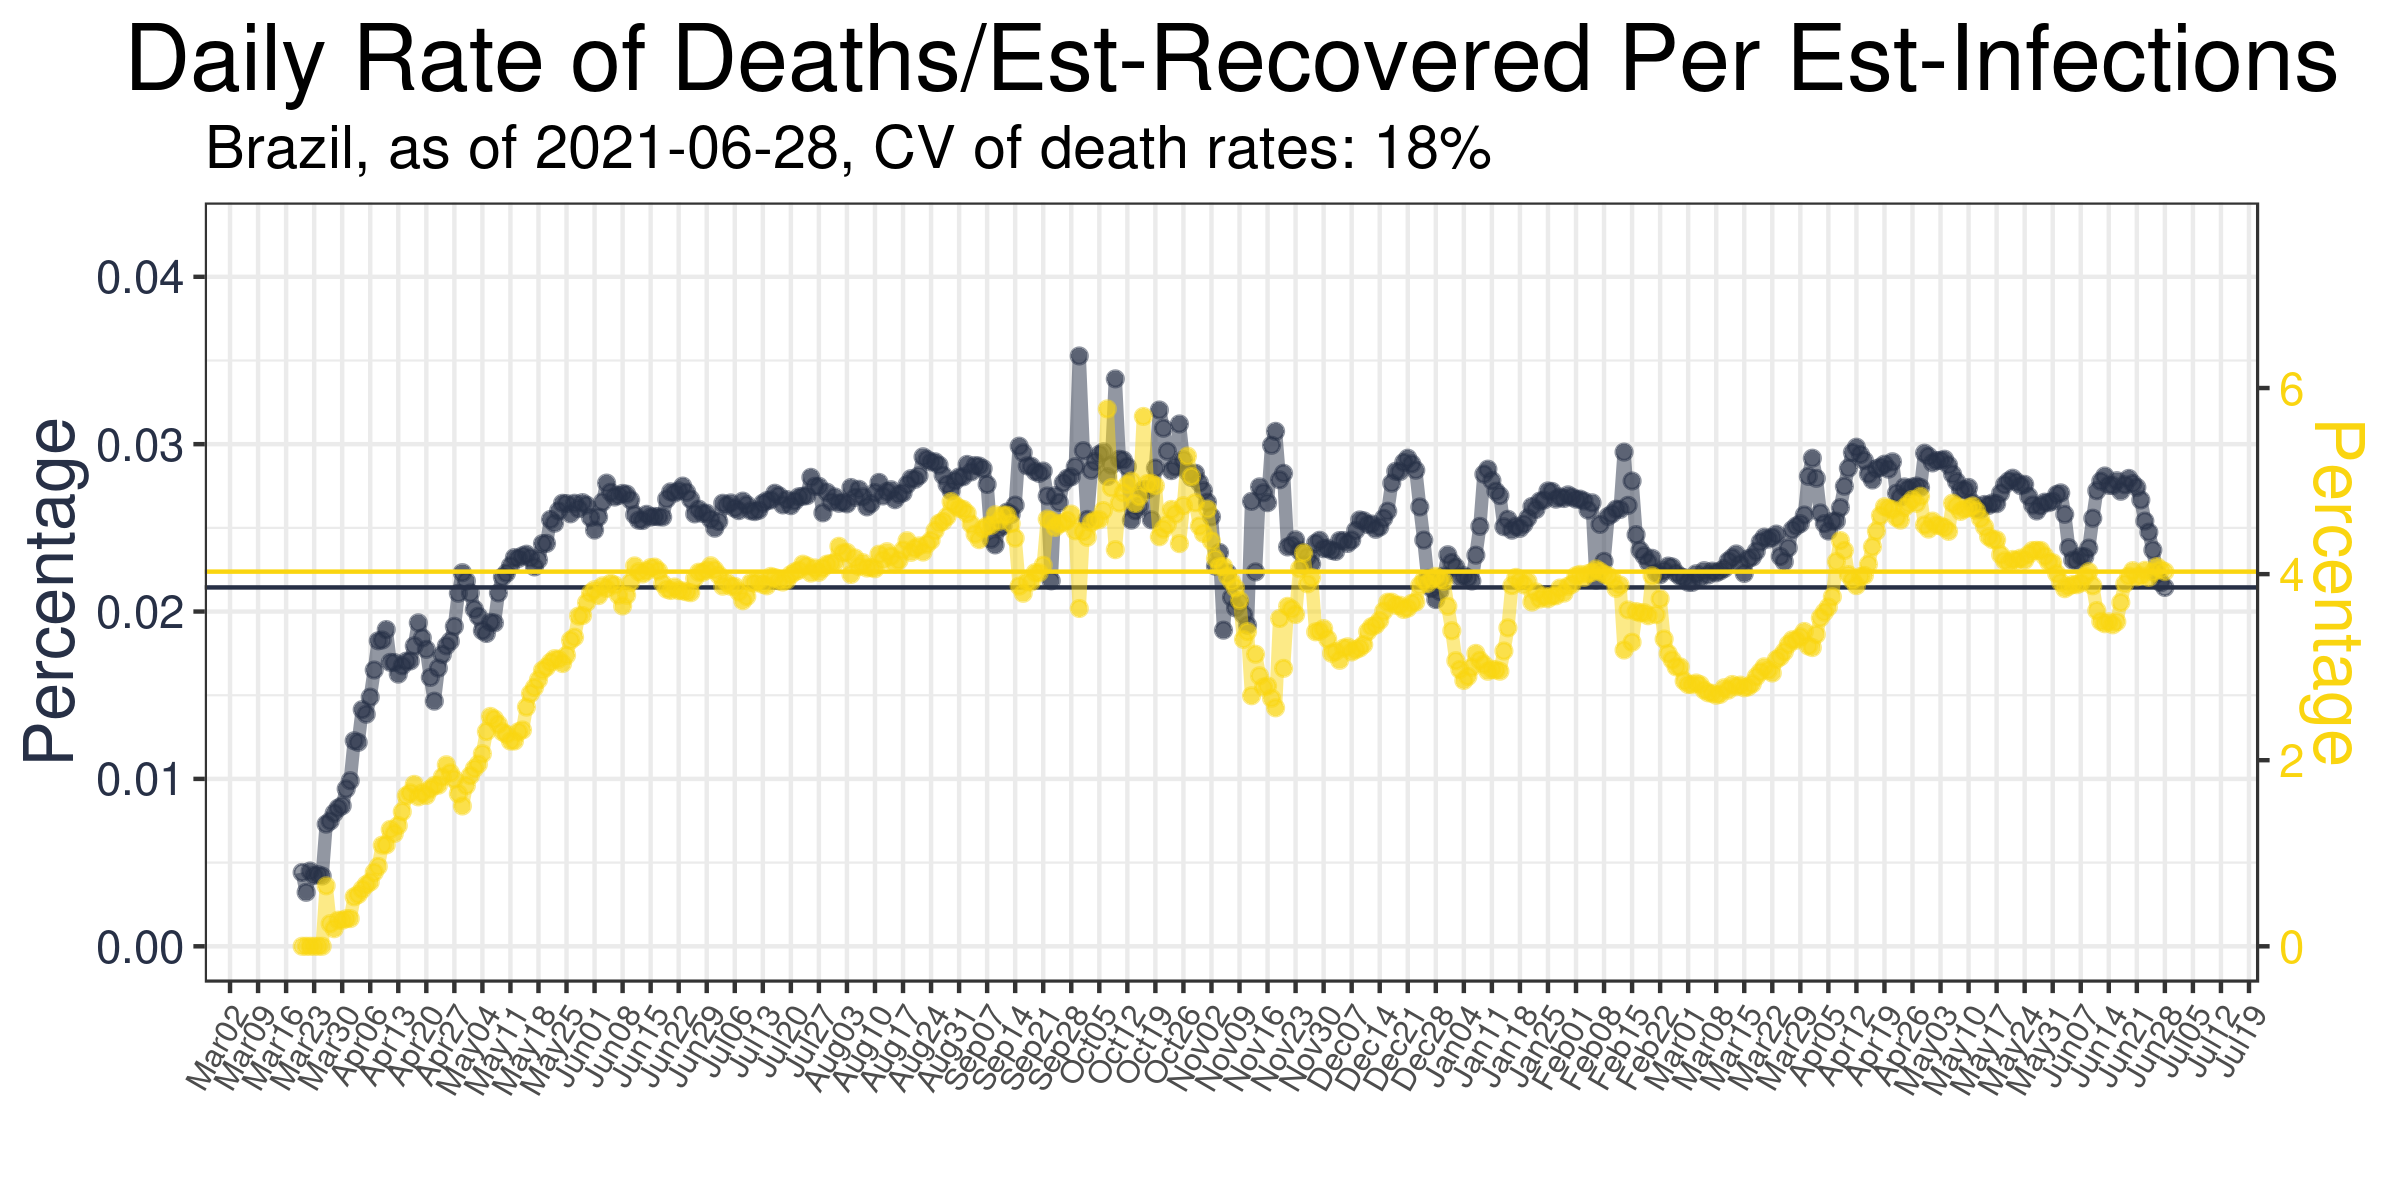 Daily Rate of Deaths/Est-Recovered Per Est-Infections
Brazil, as of 2021-06-28, CV of death rates: 18%
Percentage
0.04
0.03
0.02
0.01
0.00
6
4
2
0
Percentage
Mar02
Mar09
Mar16
Mar23
Mar30
Apr06
Apr13
Apr20
Apr27
May04
May11
May18
May25
Jun01
Jun08
Jun15
Jun22
Jun29
Jul06
Jul13
Jul20
Jul27
Aug03
Aug10
Aug17
Aug24
Aug31
Sep07
Sep14
Sep21
Sep28
Oct05
Oct12
Oct19
Oct26
Nov02
Nov09
Nov16
Nov23
Nov30
Dec07
Dec14
Dec21
Dec28
Jan04
Jan11
Jan18
Jan25
Feb01
Feb08
Feb15
Feb22
Mar01
Mar08
Mar15
Mar22
Mar29
Apr05
Apr12
Apr19
Apr26
May03
May10
May17
May24
May31
Jun07
Jun14
Jun21
Jun28
Jul05
Jul12
Jul19